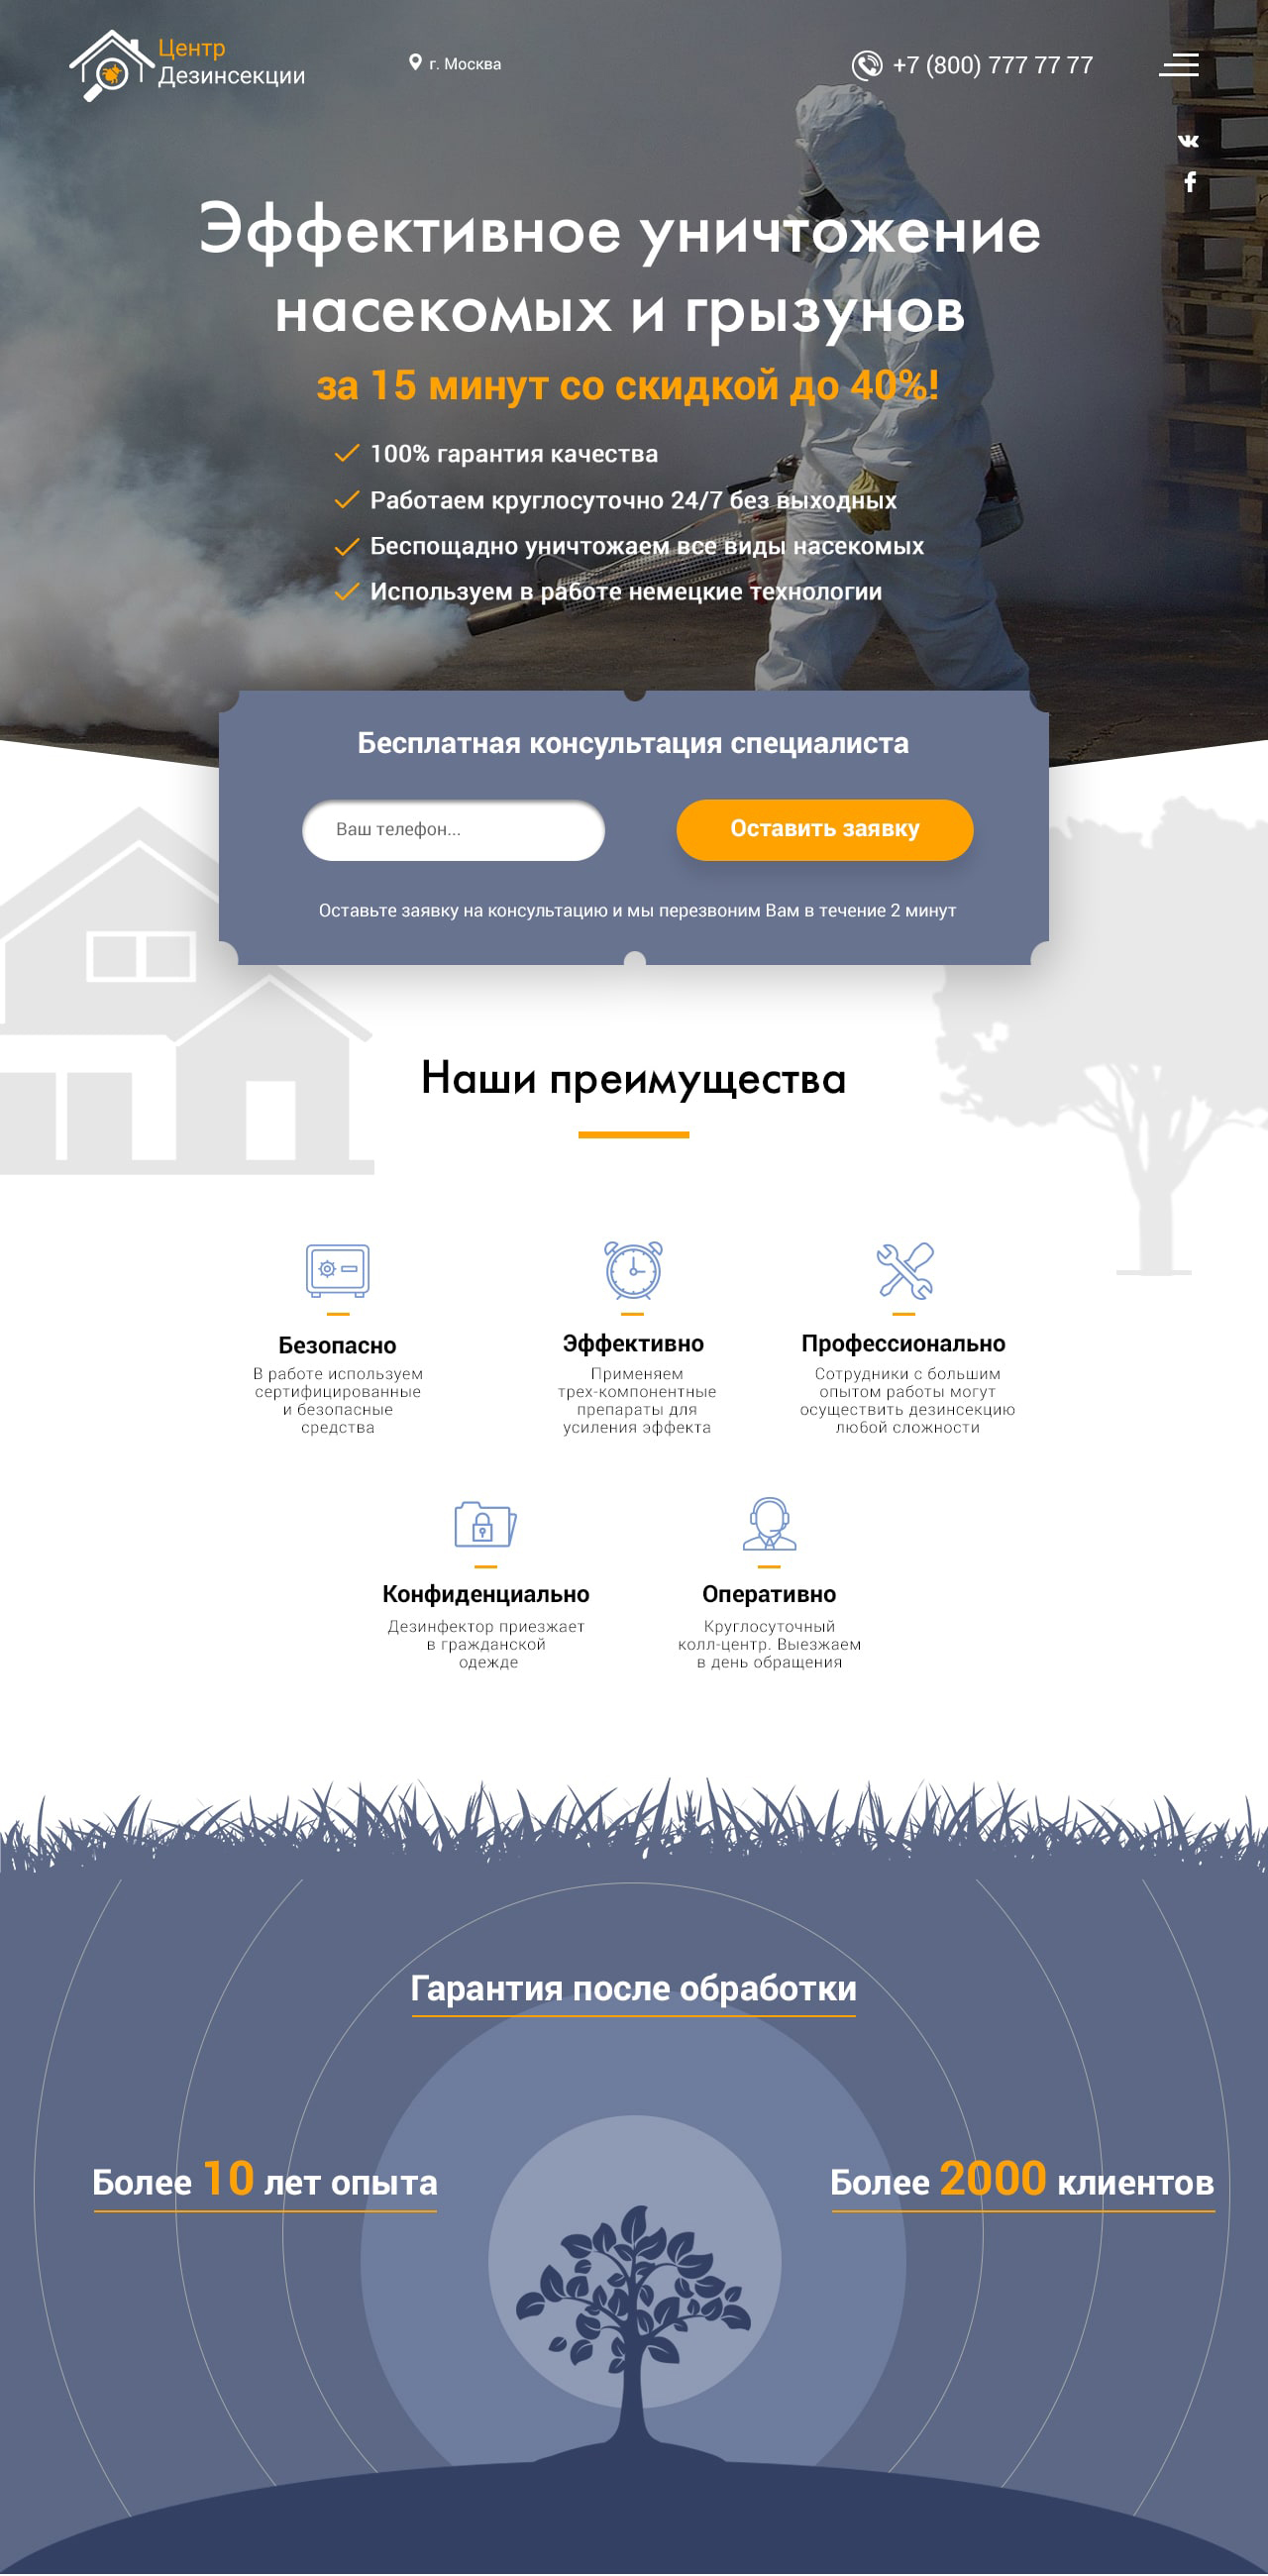 Центр
Дезинсекции
г. Москва
+7 (800) 777 77 77
Эффективное уничтожение
насекомых и грызунов
за 15 минут со скидкой до 40%!
100% гарантия качества
Работаем круглосуточно 24/7 без выходных
Беспощадно уничтожаем все виды насекомых
Используем в работе немецкие технологии
Бесплатная консультация специалиста
Ваш телефон...
Оставить заявку
Оставьте заявку на консультацию и мы перезвоним Вам в течение 2 минут
Наши преимущества
Безопасно
В работе используем
сертифицированные
и безопасные
средства
Эффективно
Применяем
трех-компонентные
препараты для
усиления эффекта
Профессионально
Сотрудники с большим
опытом работы могут
осуществить дезинсекцию
любой сложности
Конфиденциально
Дезинфектор приезжает
в гражданской
одежде
Оперативно
Круглосуточный
колл-центр. Выезжаем
в день обращения
Гарантия после обработки
Более 10 лет опыта
Более 2000 клиентов